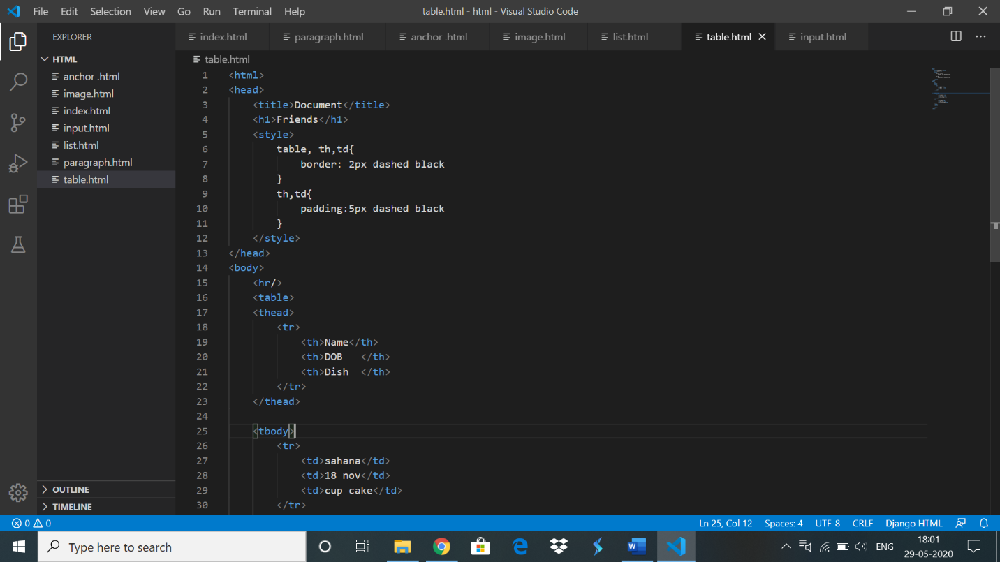 File Edit Selection View Go Run Terminal Help table.html - html - Visual Studio Code
EXPLORER
HTML
anchor .html
image.html
index.html
input.html
list.html
paragraph.html
table.html
OUTLINE
TIMELINE
index.html paragraph.html anchor .html image.html list.html table.html input.html
table.html
1 <html>
2 <head>
3     <title>Document</title>
4     <h1>Friends</h1>
5     <style>
6         table, th,td{
7             border: 2px dashed black
8         }
9         th,td{
10             padding:5px dashed black
11         }
12     </style>
13 </head>
14 <body>
15     <hr/>
16     <table>
17     <thead>
18         <tr>
19             <th>Name</th>
20             <th>DOB   </th>
21             <th>Dish  </th>
22         </tr>
23     </thead>
24
25     <tbody>
26         <tr>
27             <td>sahana</td>
28             <td>18 nov</td>
29             <td>cup cake</td>
30         </tr>
0 0 Ln 25, Col 12 Spaces: 4 UTF-8 CRLF Django HTML
Type here to search
ENG
18:01
29-05-2020